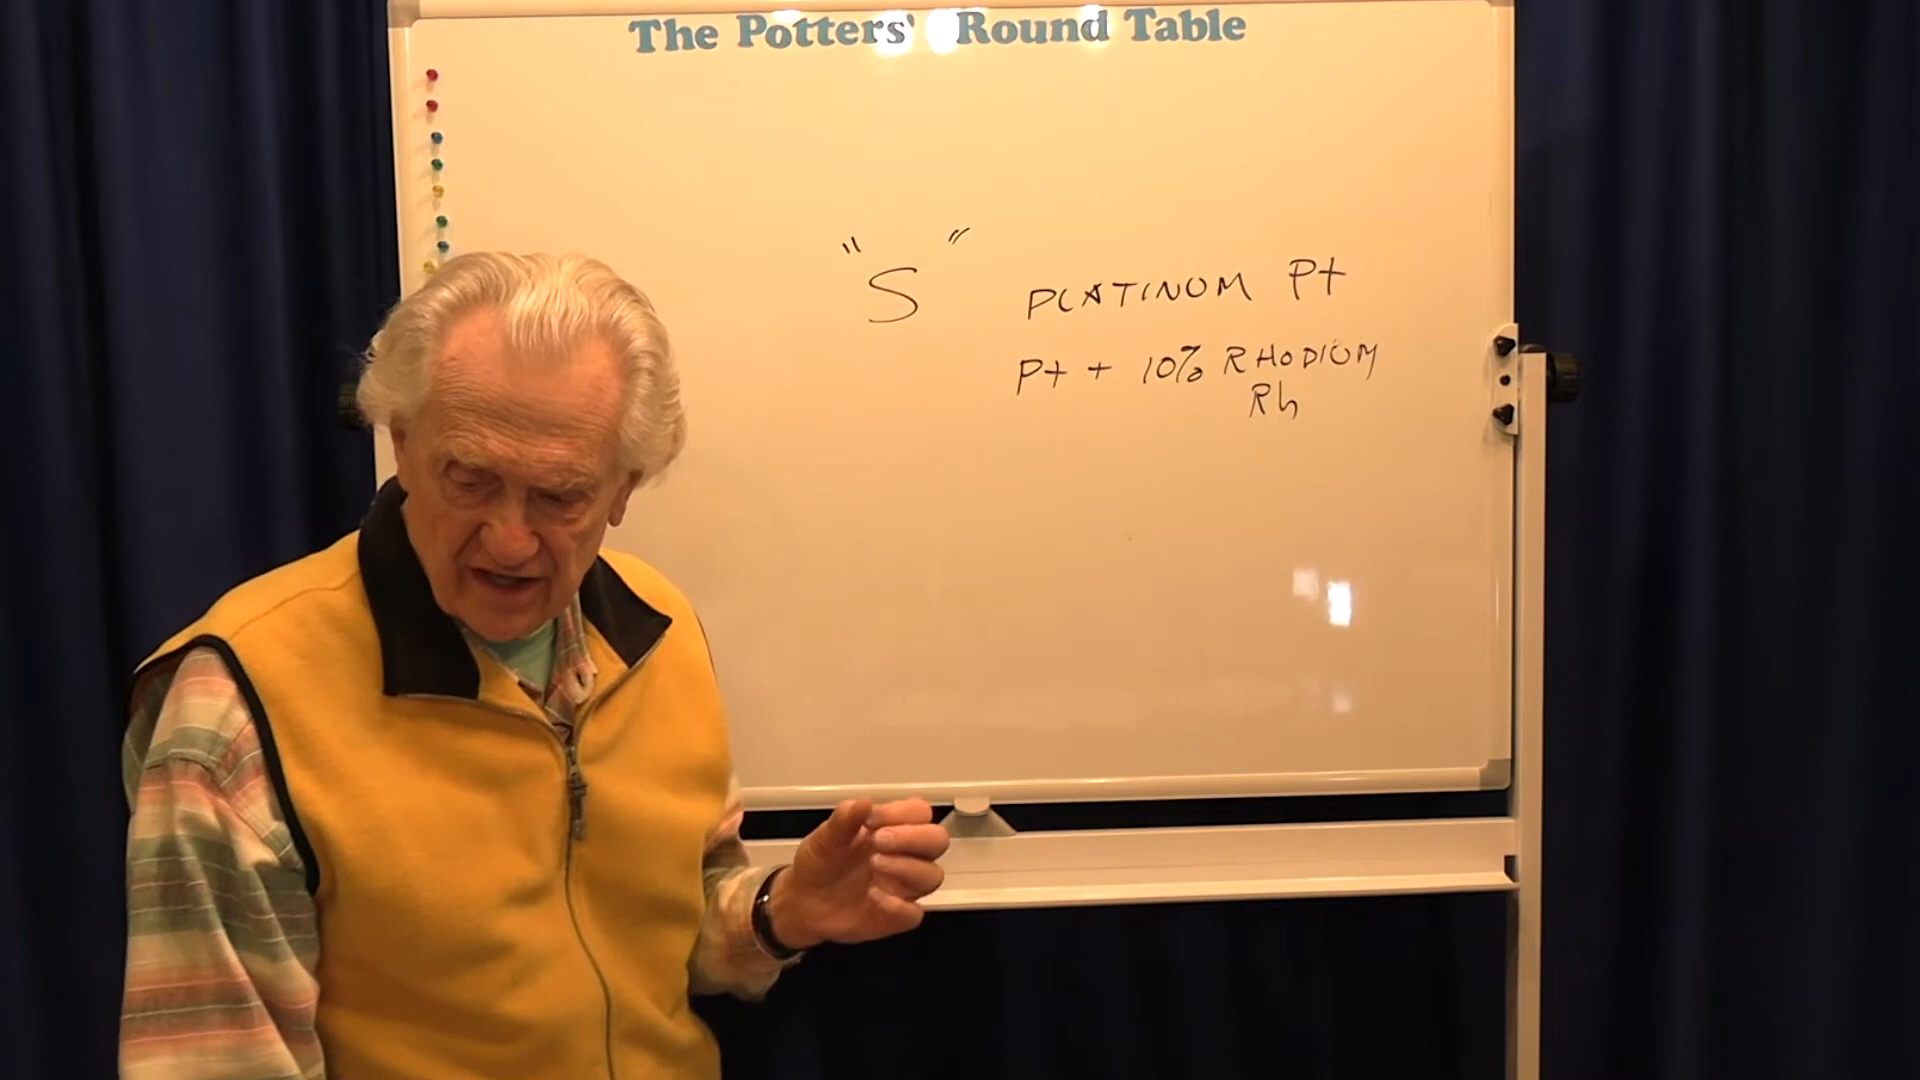 The Potters' Round Table
"S" PLATINUM Pt
Pt + 10% RHODIUM
Rh